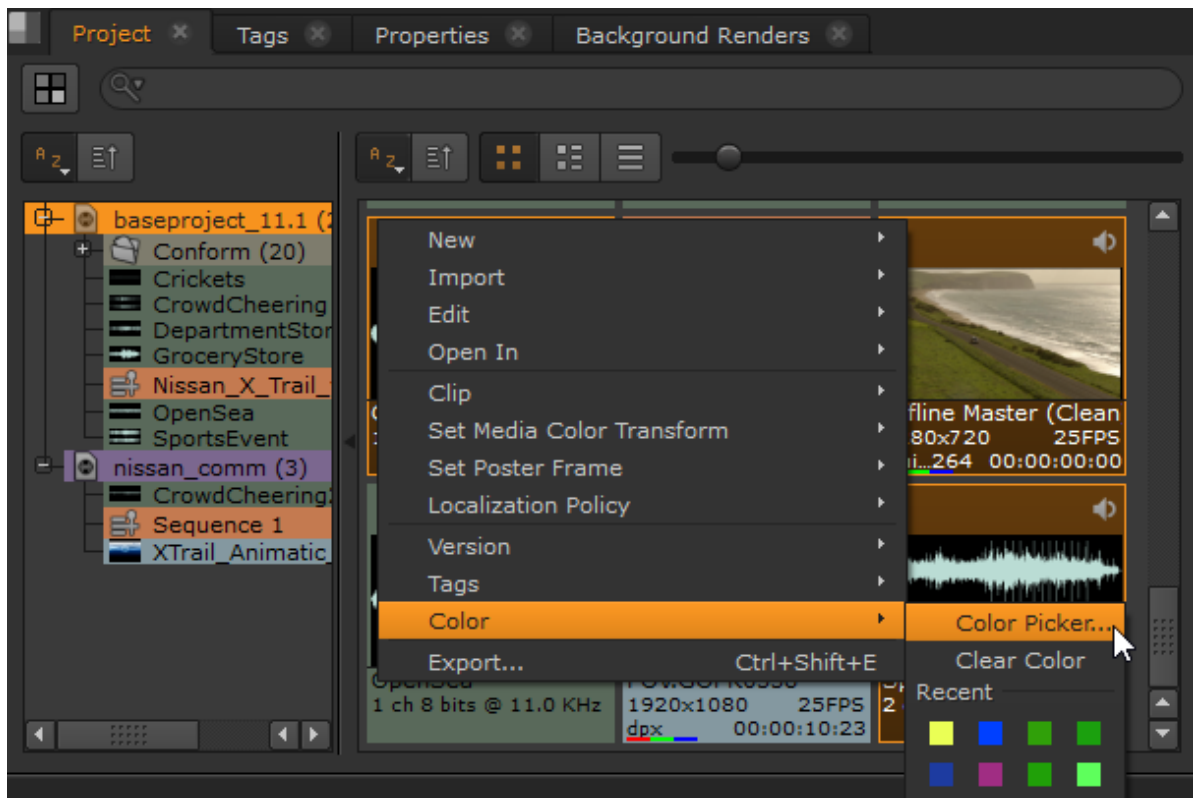 Project Tags Properties Background Renders
A Z A Z
baseproject_11.1
Conform (20)
Crickets
CrowdCheering
DepartmentStor
GroceryStore
Nissan_X_Trail_
OpenSea
SportsEvent
nissan_comm (3)
CrowdCheering
Sequence 1
XTrail_Animatic_
New
Import
Edit
Open In
Clip
Set Media Color Transform
Set Poster Frame
Localization Policy
Version
Tags
Color
Export... Ctrl+Shift+E
Color Picker...
Clear Color
Recent
fline Master (Clean
80x720 25FPS
...264 00:00:00:00
OpenSea
1 ch 8 bits @ 11.0 KHz
1920x1080 25FPS
dpx 00:00:10:23
2